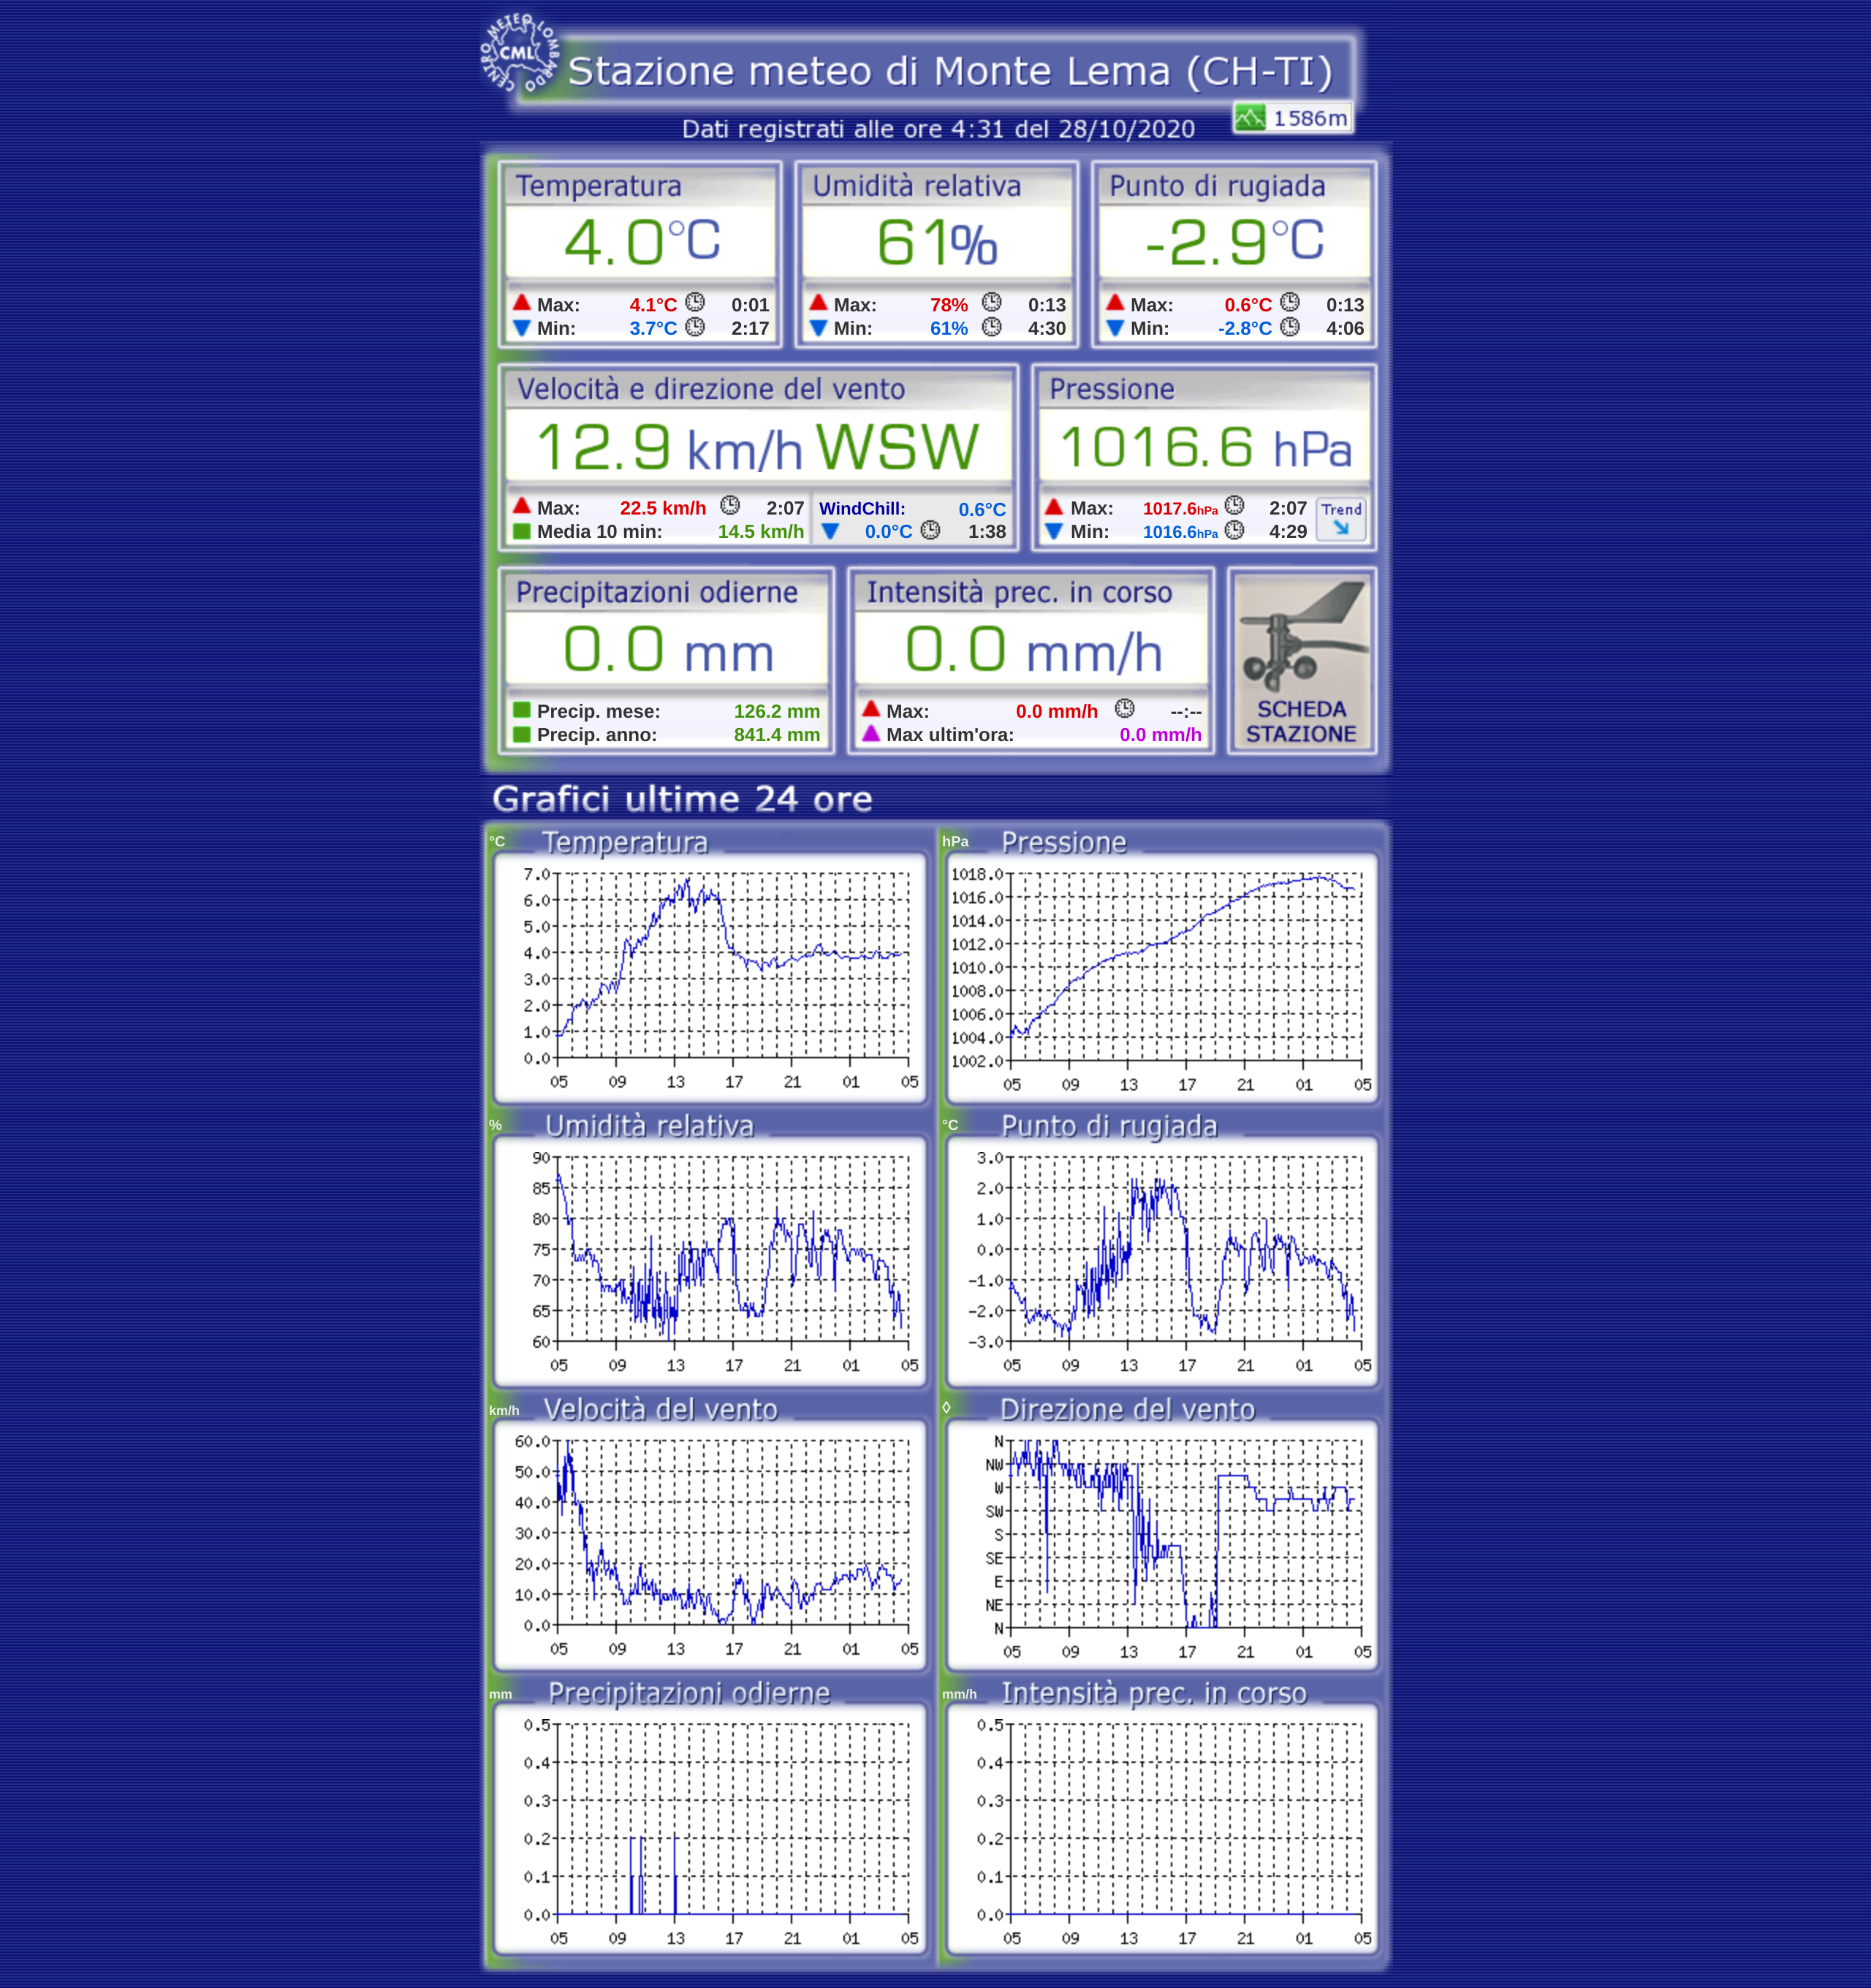 CENTRO METEO LOMBARDO
CML
Stazione meteo di Monte Lema (CH-TI)
1586m
Dati registrati alle ore 4:31 del 28/10/2020
Temperatura Umidità relativa Punto di rugiada
4.0°C 61% -2.9°C
Max: 4.1°C 0:01 Max: 78% 0:13 Max: 0.6°C 0:13
Min: 3.7°C 2:17 Min: 61% 4:30 Min: -2.8°C 4:06
Velocità e direzione del vento Pressione
12.9 km/h WSW 1016.6 hPa
Max: 22.5 km/h 2:07 WindChill: 0.6°C Max: 1017.6hPa 2:07 Trend
Media 10 min: 14.5 km/h 0.0°C 1:38 Min: 1016.6hPa 4:29
Precipitazioni odierne Intensità prec. in corso
0.0 mm 0.0 mm/h
Precip. mese: 126.2 mm Max: 0.0 mm/h --:-- SCHEDA
Precip. anno: 841.4 mm Max ultim'ora: 0.0 mm/h STAZIONE
Grafici ultime 24 ore
°C Temperatura
7.0
6.0
5.0
4.0
3.0
2.0
1.0
0.0
05 09 13 17 21 01 05
hPa Pressione
1018.0
1016.0
1014.0
1012.0
1010.0
1008.0
1006.0
1004.0
1002.0
05 09 13 17 21 01 05
% Umidità relativa
90
85
80
75
70
65
60
05 09 13 17 21 01 05
°C Punto di rugiada
3.0
2.0
1.0
0.0
-1.0
-2.0
-3.0
05 09 13 17 21 01 05
km/h Velocità del vento
60.0
50.0
40.0
30.0
20.0
10.0
0.0
05 09 13 17 21 01 05
◊ Direzione del vento
N
NW
W
SW
S
SE
E
NE
N
05 09 13 17 21 01 05
mm Precipitazioni odierne
0.5
0.4
0.3
0.2
0.1
0.0
05 09 13 17 21 01 05
mm/h Intensità prec. in corso
0.5
0.4
0.3
0.2
0.1
0.0
05 09 13 17 21 01 05